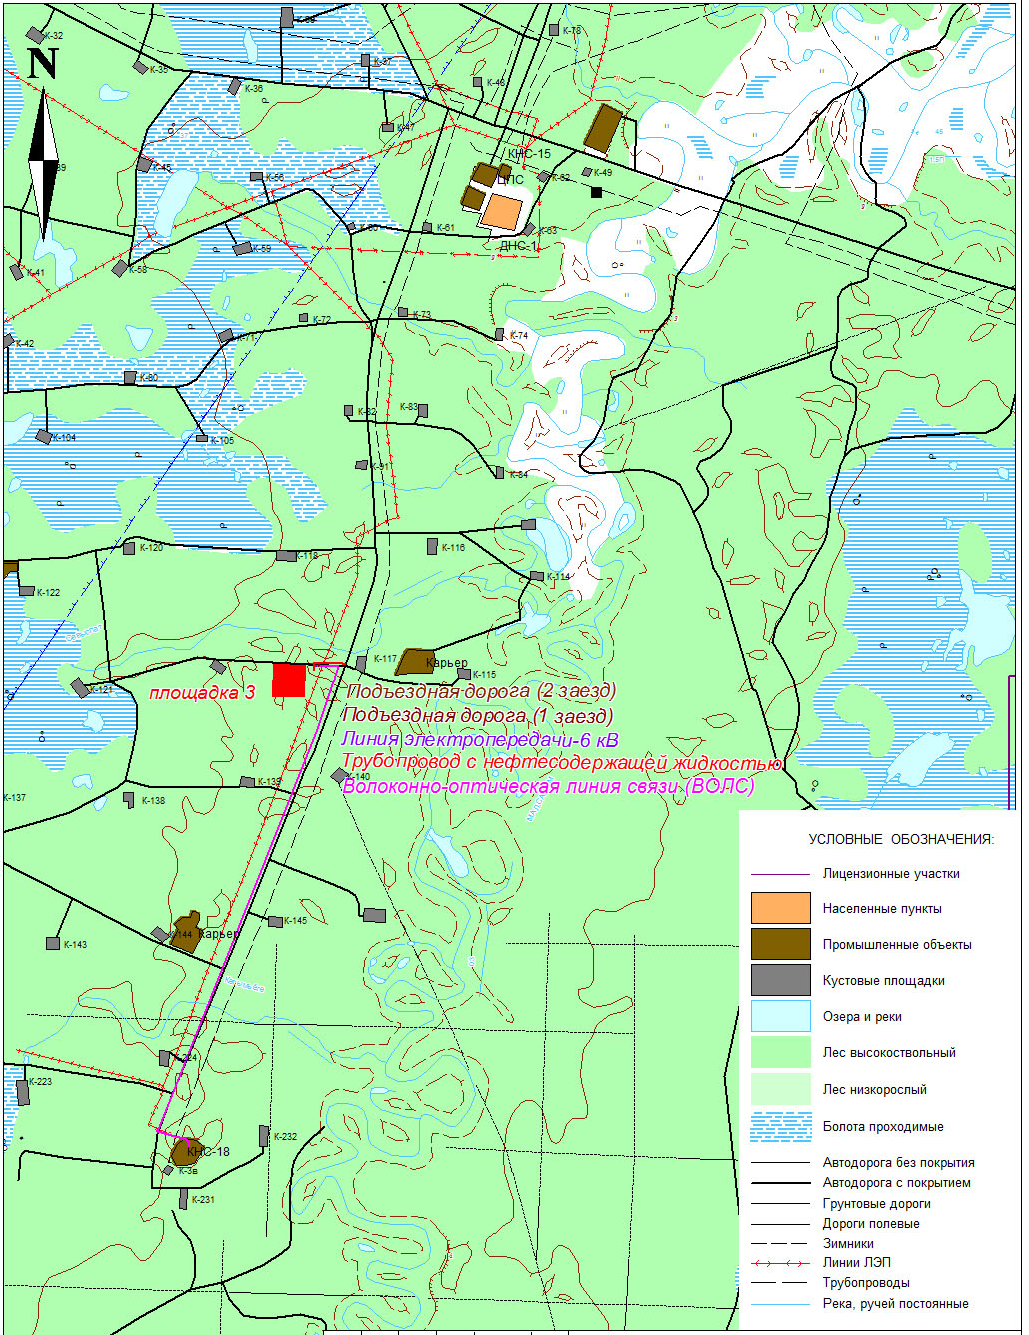 К-32
N
К-35
К-36
К-37
К-78
К-46
К-47
К-45
К-56
КНС-15
ЦПС
К-62
К-49
К-61
К-63
ДНС-1
К-59
К-58
К-41
К-72
К-73
К-74
К-71
К-42
К-80
К-82
К-83
К-104
К-105
К-91
К-84
К-120
К-118
К-116
К-114
К-122
К-117
Карьер
К-115
К-121
площадка 3
Подъездная дорога (2 заезд)
Подъездная дорога (1 заезд)
Линия электропередачи-6 кВ
Трубопровод с нефтесодержащей жидкостью
Волоконно-оптическая линия связи (ВОЛС)
К-139
К-140
К-137
К-138
К-145
К-144
Карьер
К-143
К-224
К-223
К-232
КНС-18
К-3в
К-231
УСЛОВНЫЕ ОБОЗНАЧЕНИЯ:
Лицензионные участки
Населенные пункты
Промышленные объекты
Кустовые площадки
Озера и реки
Лес высокоствольный
Лес низкорослый
Болота проходимые
Автодорога без покрытия
Автодорога с покрытием
Грунтовые дороги
Дороги полевые
Зимники
Линии ЛЭП
Трубопроводы
Река, ручей постоянные